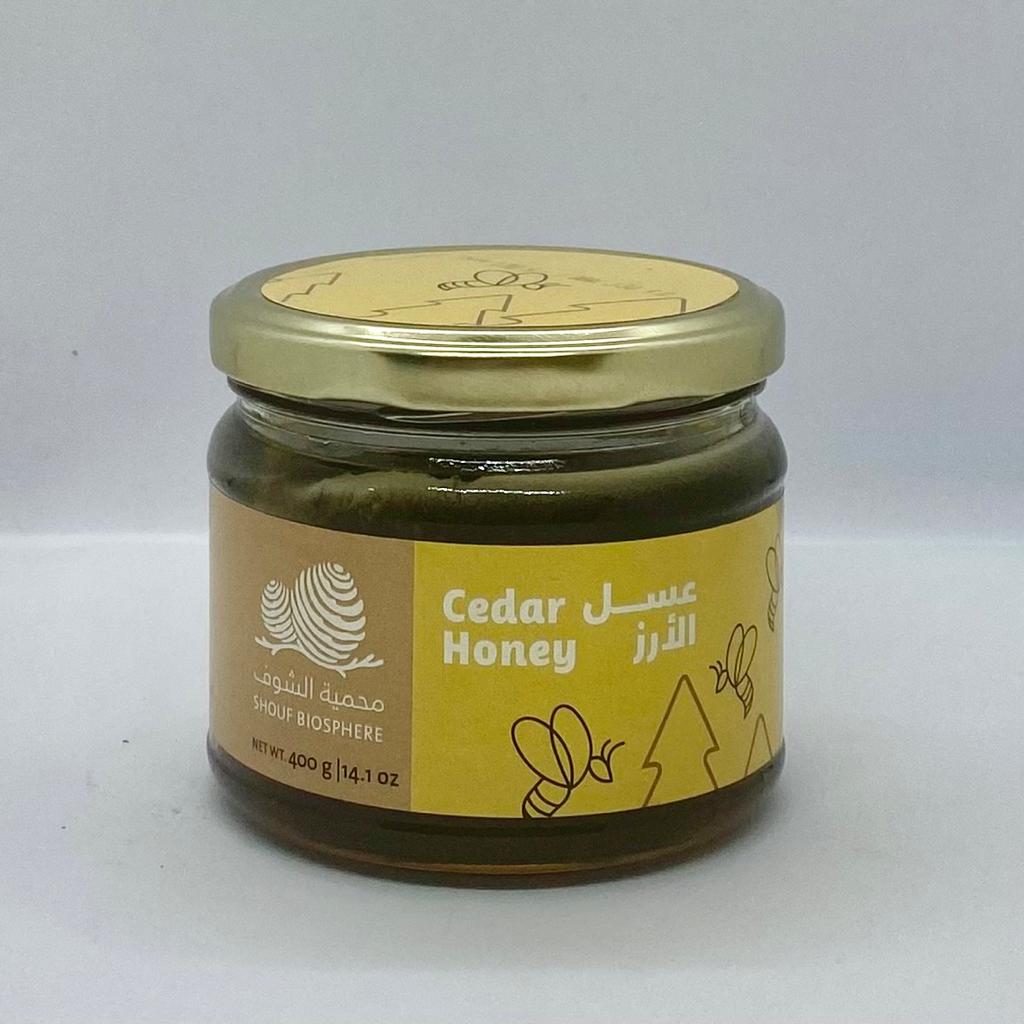 محمية الشوف
SHOUF BIOSPHERE
NET WT. 400 g | 14.1 oz
Cedar عسل
Honey الأرز